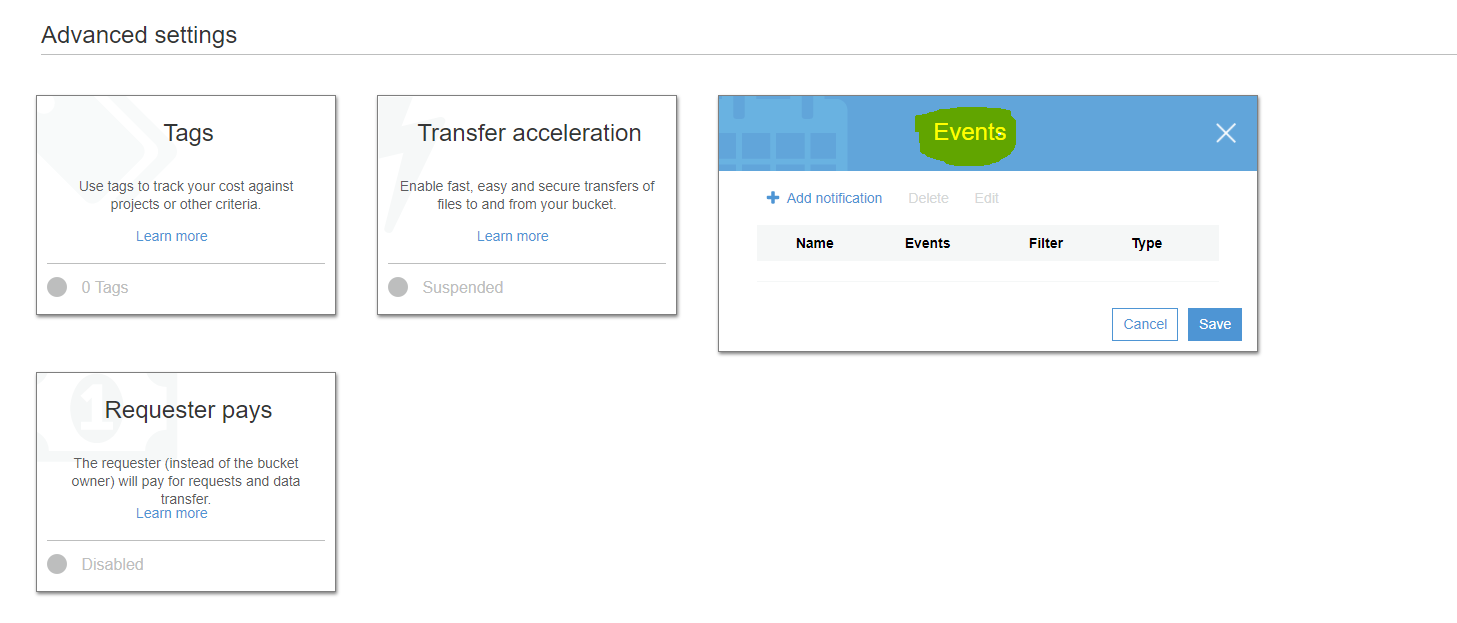 Advanced settings
Tags
Use tags to track your cost against
projects or other criteria.
Learn more
0 Tags
Transfer acceleration
Enable fast, easy and secure transfers of
files to and from your bucket.
Learn more
Suspended
Events
Add notification Delete Edit
Name Events Filter Type
Cancel Save
Requester pays
The requester (instead of the bucket
owner) will pay for requests and data
transfer.
Learn more
Disabled